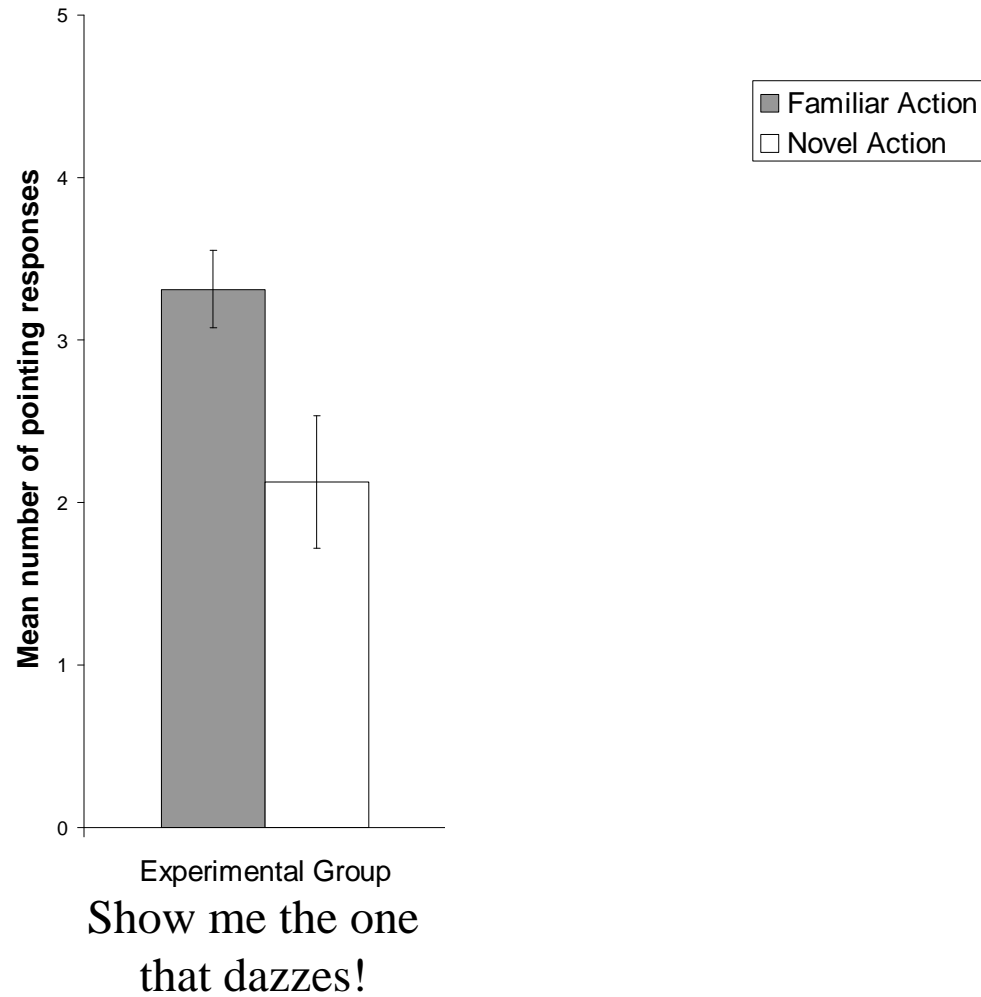 5
Familiar Action
Novel Action
4
Mean number of pointing responses
3
2
1
0
Experimental Group
Show me the one
that dazzes!